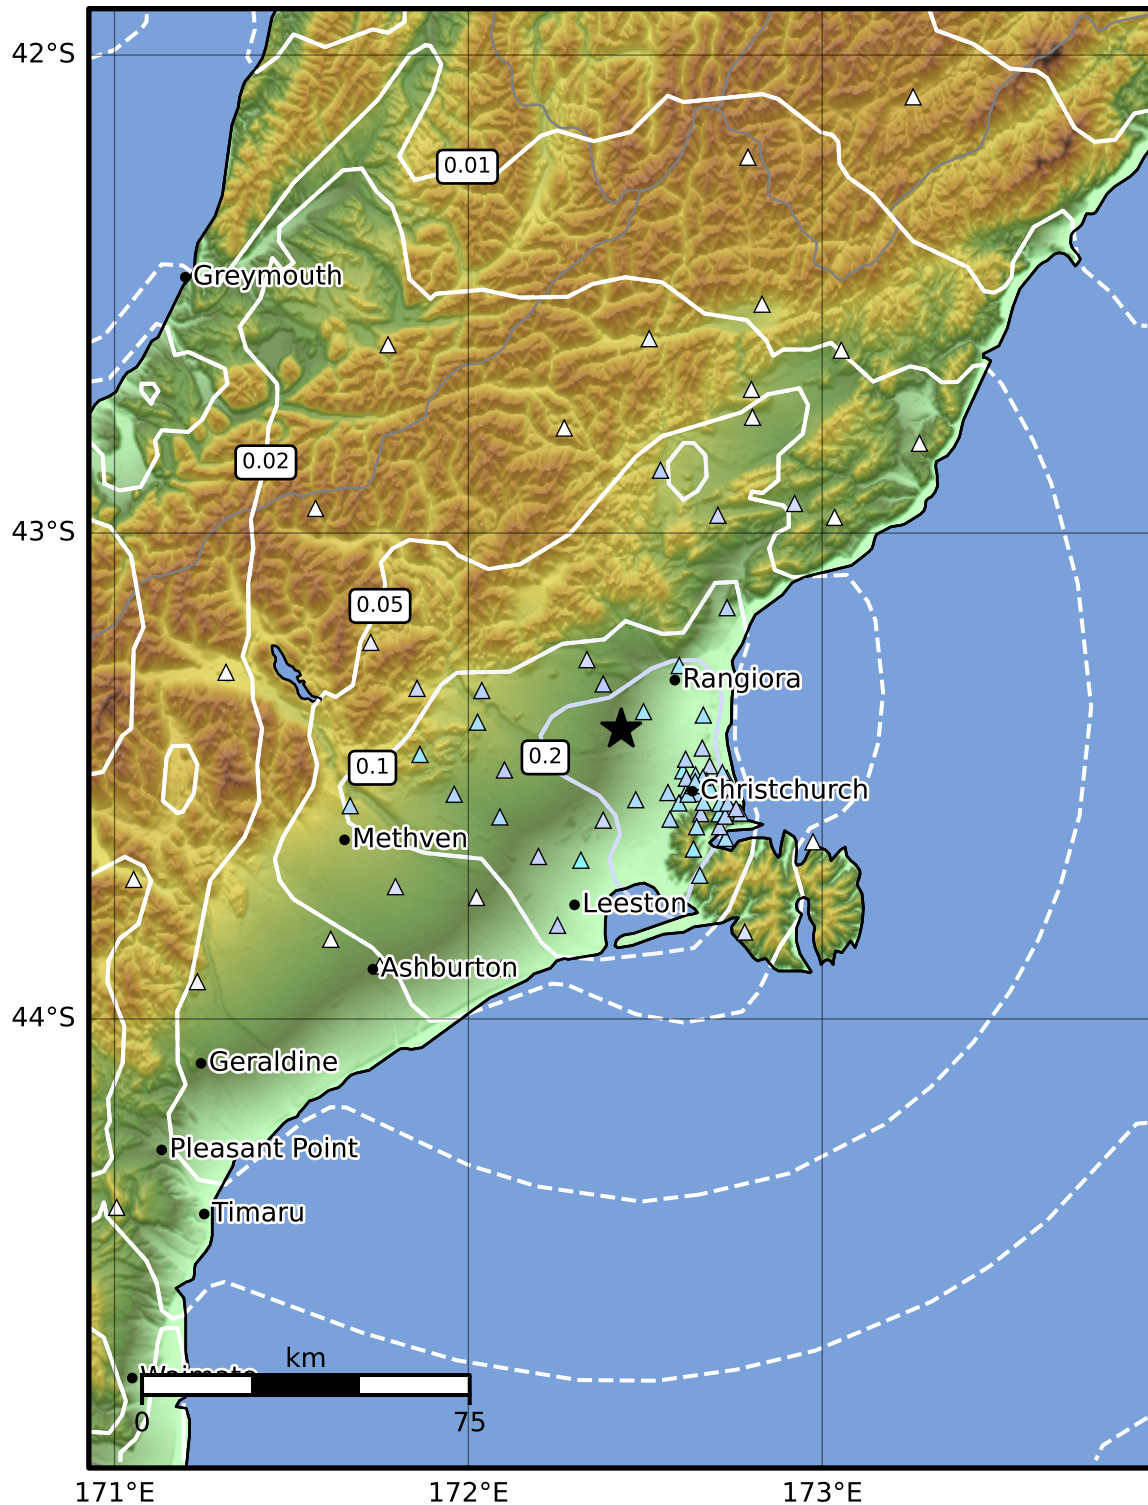 42°S
0.01
Greymouth
0.02
43°S
0.05
Rangiora
0.2
0.1
Christchurch
Methven
Leeston
Ashburton
44°S
Geraldine
Pleasant Point
Timaru
km
Waimate
0 75
171°E 172°E 173°E